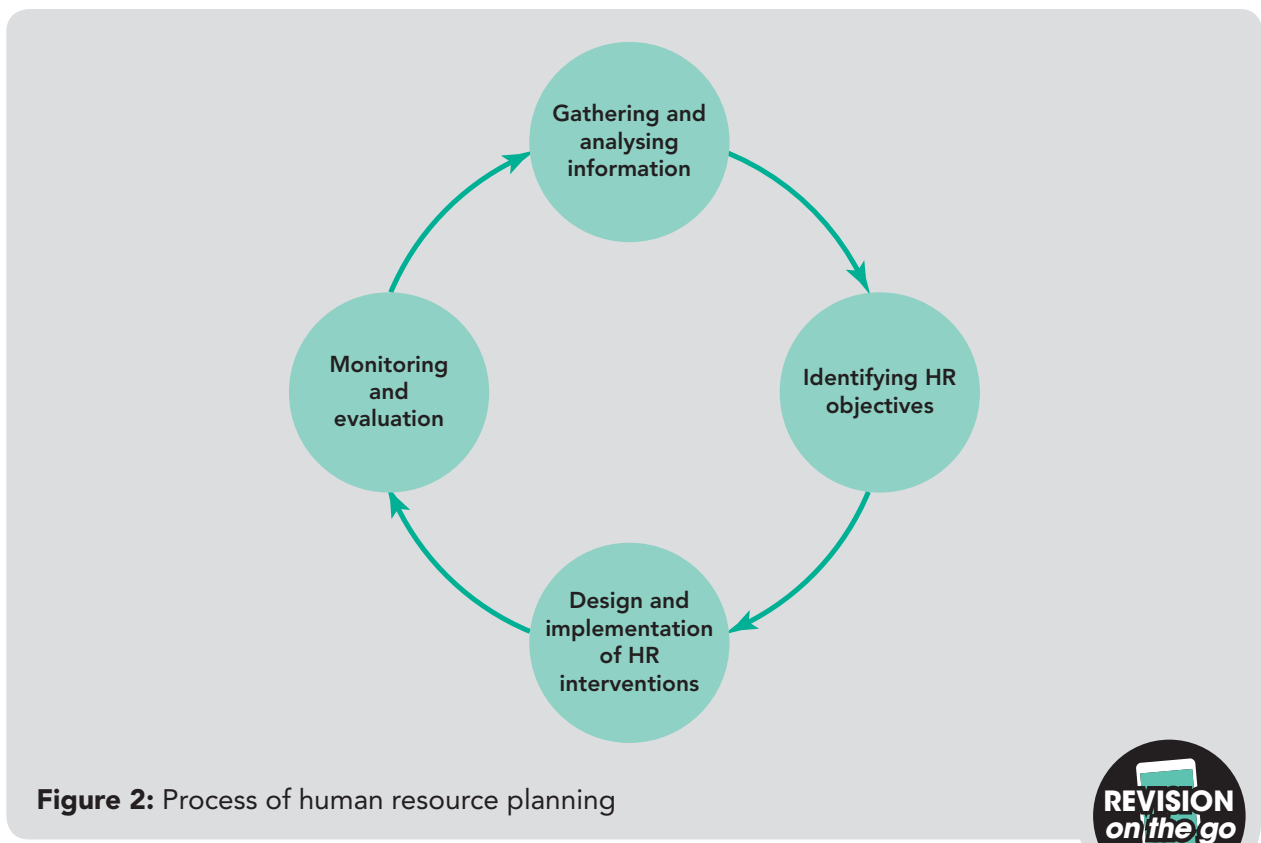 Gathering and
analysing
information
Identifying HR
objectives
Design and
implementation
of HR
interventions
Monitoring
and
evaluation
Figure 2: Process of human resource planning
REVISION
on the go